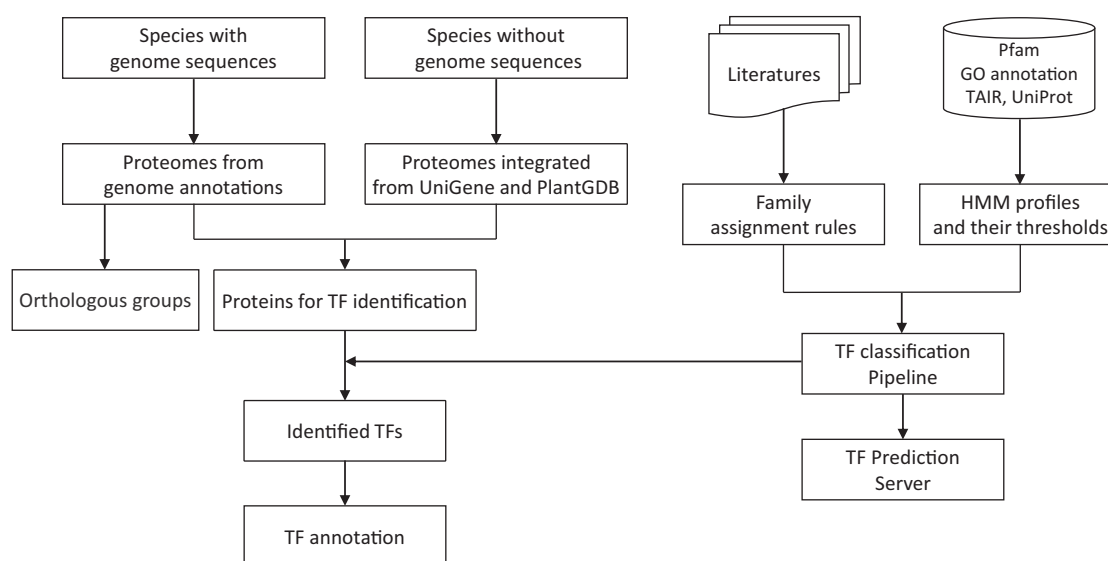 Species with
genome sequences
Species without
genome sequences
Literatures
Pfam
GO annotation
TAIR, UniProt
Proteomes from
genome annotations
Proteomes integrated
from UniGene and PlantGDB
Family
assignment rules
HMM profiles
and their thresholds
Orthologous groups
Proteins for TF identification
TF classification
Pipeline
Identified TFs
TF Prediction
Server
TF annotation